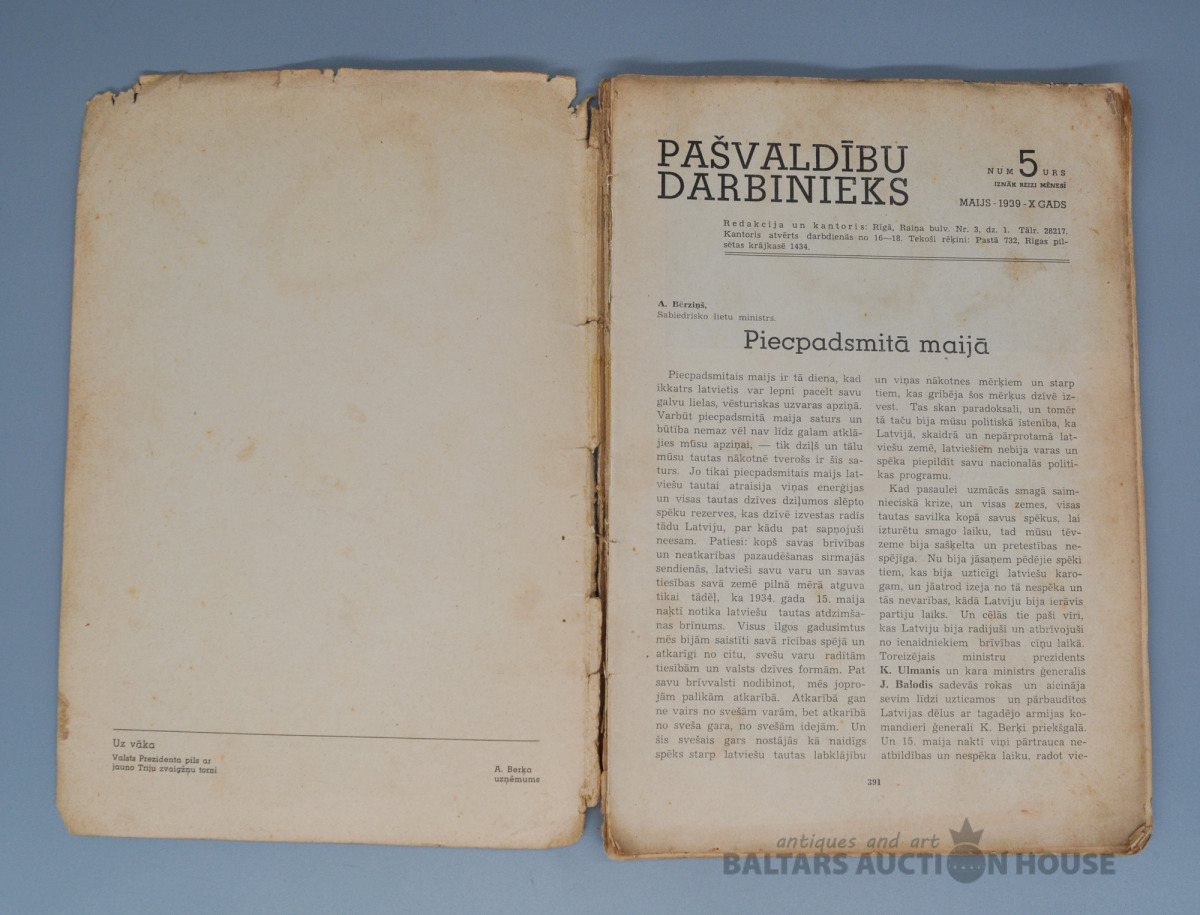 Uz vāka
Valsts Prezidenta pils ar
jauno Triju zvaigžņu torni
A. Berķa
uzņēmums
PAŠVALDĪBU
DARBINIEKS
NUM 5 URS
IZNĀK REIZI MĒNESĪ
MAIJS - 1939 - X GADS
Redakcija un kantoris: Rīgā, Raiņa bulv. Nr. 3, dz. 1. Tālr. 28217.
Kantoris atvērts darbdienās no 16—18. Tekoši rēķini: Pastā 732, Rīgas pil-
sētas krājkasē 1434.
A. Bērziņš,
Sabiedrisko lietu ministrs.
Piecpadsmitā maijā
Piecpadsmitais maijs ir tā diena, kad
ikkatrs latvietis var lepni pacelt savu
galvu lielas, vēsturiskas uzvaras apziņā.
Varbūt piecpadsmitā maija saturs un
būtība nemaz vēl nav līdz galam atklā-
jies mūsu apziņai, — tik dziļš un tālu
mūsu tautas nākotnē tverošs ir šis sa-
turs. Jo tikai piecpadsmitais maijs lat-
viešu tautai atraisija viņas enerģijas
un visas tautas dzīves dziļumos slēpto
spēku rezerves, kas dzīvē izvestas radīs
tādu Latviju, par kādu pat sapņojuši
neesam. Patiesi: kopš savas brīvības
un neatkarības pazaudēšanas sirmajās
sendienās, latvieši savu varu un savas
tiesības savā zemē pilnā mērā atguva
tikai tādēļ, ka 1934. gada 15. maija
naktī notika latviešu tautas atdzimša-
nas brīnums. Visus ilgos gadusimtus
mēs bijām saistīti savā rīcības spējā un
atkarīgi no citu, svešu varu radītām
tiesībām un valsts dzīves formām. Pat
savu brīvvalsti nodibinot, mēs jopro-
jām palikām atkarībā. Atkarībā gan
ne vairs no svešām varām, bet atkarībā
no sveša gara, no svešām idejām. Un
šis svešais gars nostājās kā naidīgs
spēks starp latviešu tautas labklājību
un viņas nākotnes mērķiem un starp
tiem, kas gribēja šos mērķus dzīvē iz-
vest. Tas skan paradoksali, un tomēr
tā taču bija mūsu politiskā īstenība, ka
Latvijā, skaidrā un nepārprotamā lat-
viešu zemē, latviešiem nebija varas un
spēka piepildīt savu nacionalās politi-
kas programu.
Kad pasaulei uzmācās smagā saim-
nieciskā krize, un visas zemes, visas
tautas savilka kopā savus spēkus, lai
izturētu smago laiku, tad mūsu tēv-
zeme bija sašķelta un pretestības ne-
spējīga. Nu bija jāsaņem pēdējie spēki
tiem, kas bija uzticīgi latviešu karo-
gam, un jāatrod izeja no tā nespēka un
tās nevarības, kādā Latviju bija ierāvis
partiju laiks. Un cēlās tie paši vīri,
kas Latviju bija radijuši un atbrīvojuši
no ienaidniekiem brīvības cīņu laikā.
Toreizējais ministru prezidents
K. Ulmanis un kara ministrs ģeneralis
J. Balodis sadevās rokas un aicināja
sevim līdzi uzticamos un pārbaudītos
Latvijas dēlus ar tagadējo armijas ko-
mandieri ģenerali K. Berķi priekšgalā.
Un 15. maija naktī viņi pārtrauca ne-
atbildības un nespēka laiku, radot vie-
391
antiques and art
BALTARS AUCTION HOUSE